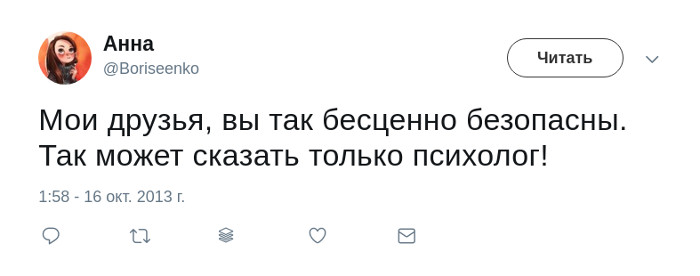 Анна
@Boriseenko
Читать
Мои друзья, вы так бесценно безопасны.
Так может сказать только психолог!
1:58 - 16 окт. 2013 г.